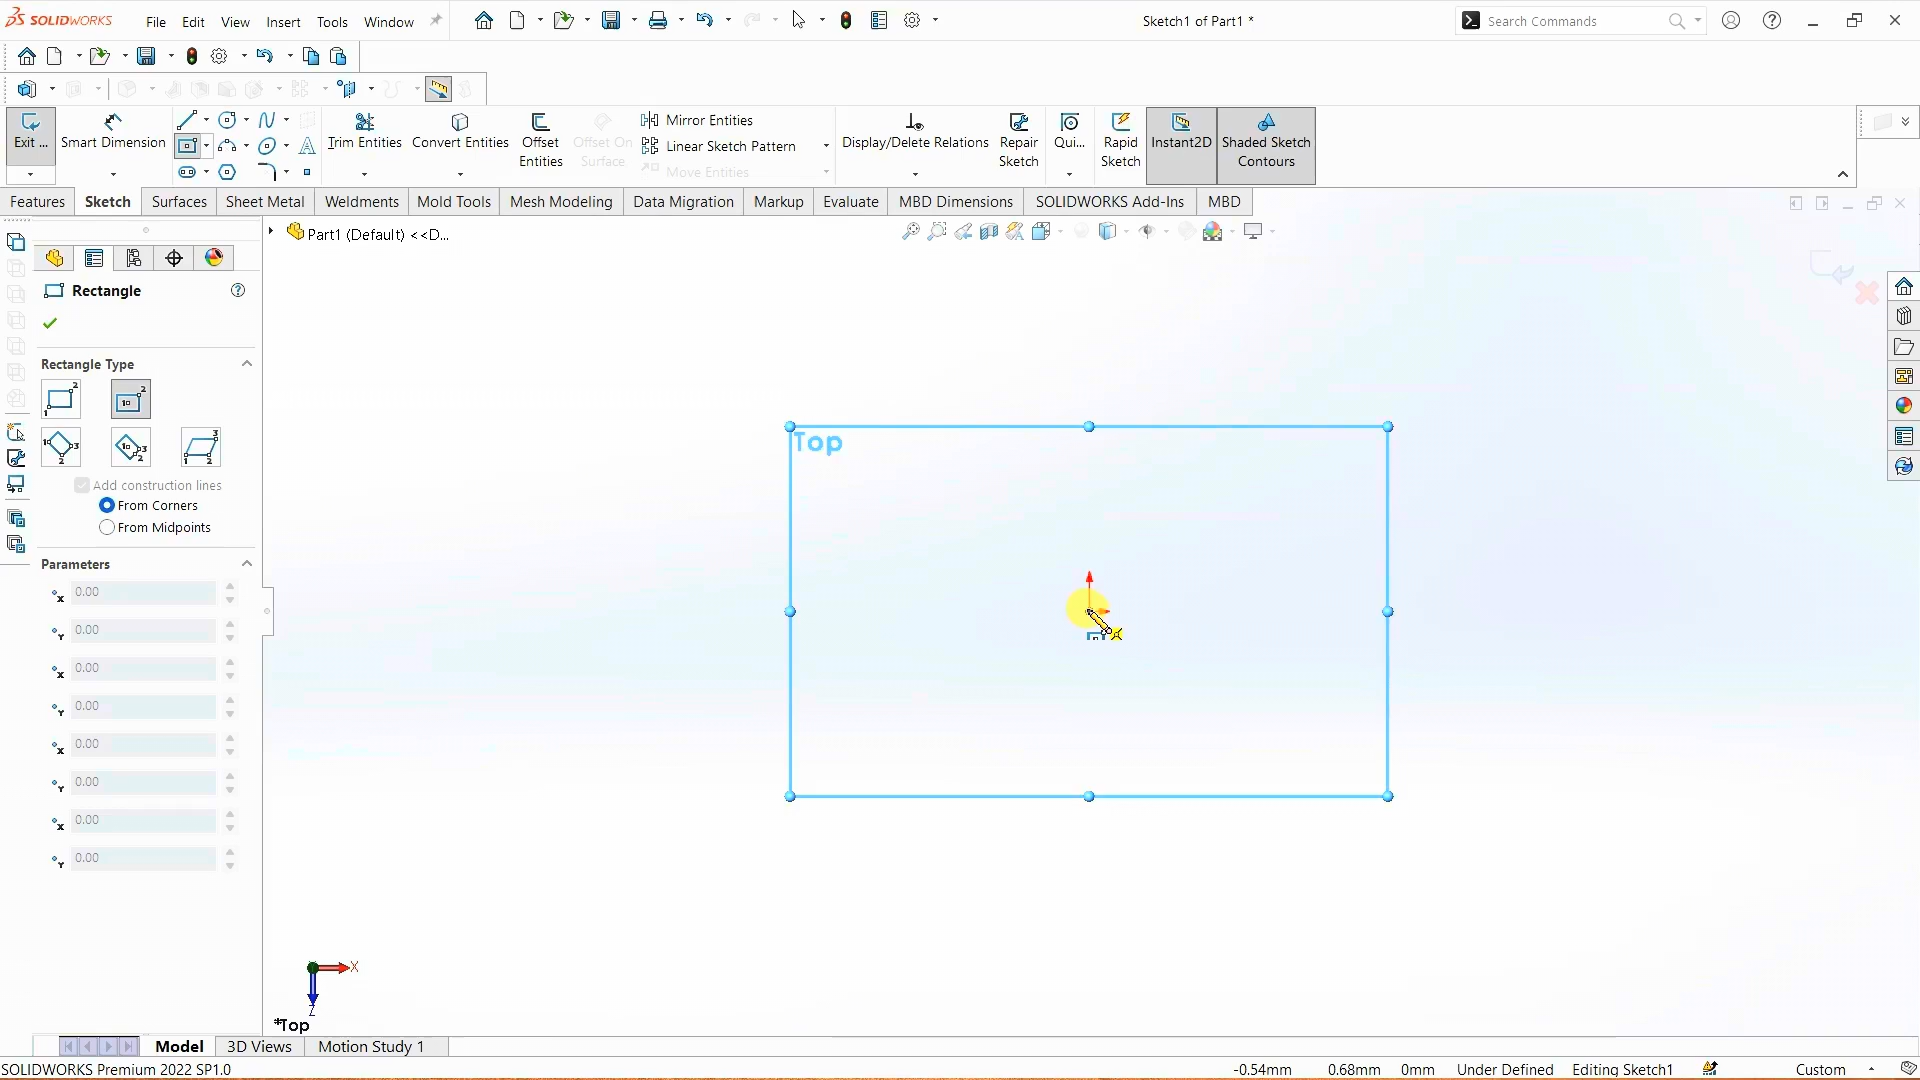 SOLIDWORKS File Edit View Insert Tools Window Sketch1 of Part1 * Search Commands
Exit ... Smart Dimension Trim Entities Convert Entities Offset Entities Offset On Surface Mirror Entities Linear Sketch Pattern Move Entities Display/Delete Relations Repair Sketch Qui... Rapid Sketch Instant2D Shaded Sketch Contours
Features Sketch Surfaces Sheet Metal Weldments Mold Tools Mesh Modeling Data Migration Markup Evaluate MBD Dimensions SOLIDWORKS Add-Ins MBD
Part1 (Default) <<D...
Rectangle
Rectangle Type
Add construction lines
From Corners
From Midpoints
Parameters
x 0.00
Y 0.00
x 0.00
Y 0.00
x 0.00
Y 0.00
x 0.00
Y 0.00
Top
X
Z
*Top
Model 3D Views Motion Study 1
SOLIDWORKS Premium 2022 SP1.0 -0.54mm 0.68mm 0mm Under Defined Editing Sketch1 Custom